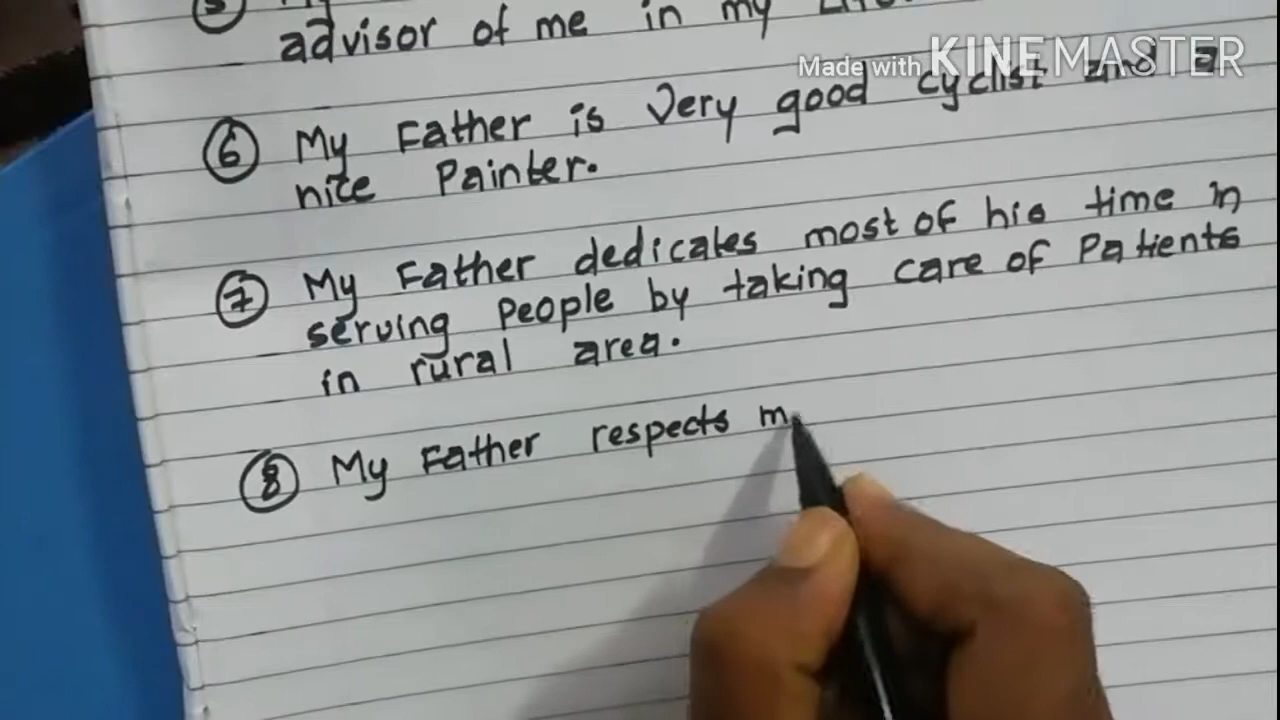 5
advisor of me in my
Made with KINEMASTER
6 My Father is very good cyclist and a
nice Painter.
7 My Father dedicates most of his time in
serving people by taking care of Patients
in rural area.
8 My Father respects m